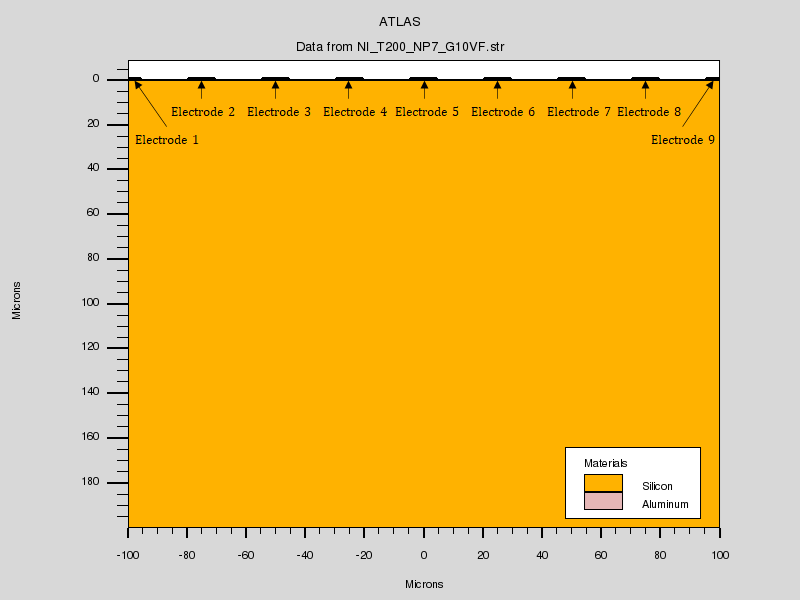 ATLAS
Data from NI_T200_NP7_G10VF.str
0
Electrode 2 Electrode 3 Electrode 4 Electrode 5 Electrode 6 Electrode 7 Electrode 8
20
Electrode 1 Electrode 9
40
60
80
Microns
100
120
140
160
Materials
180
Silicon
Aluminum
-100 -80 -60 -40 -20 0 20 40 60 80 100
Microns